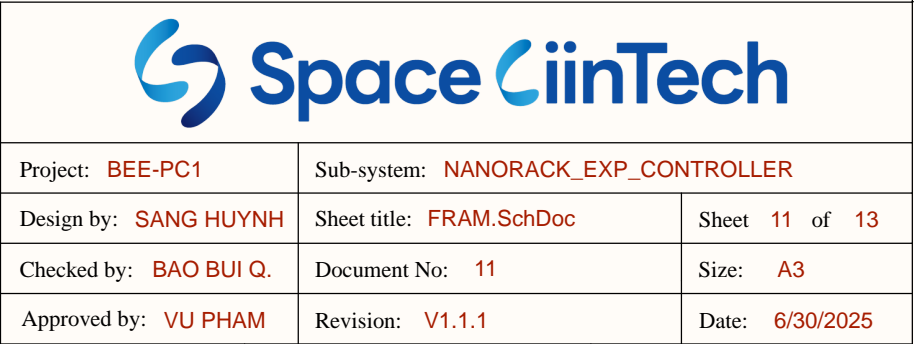 Space CiinTech
Project: BEE-PC1 Sub-system: NANORACK_EXP_CONTROLLER
Design by: SANG HUYNH Sheet title: FRAM.SchDoc Sheet 11 of 13
Checked by: BAO BUI Q. Document No: 11 Size: A3
Approved by: VU PHAM Revision: V1.1.1 Date: 6/30/2025